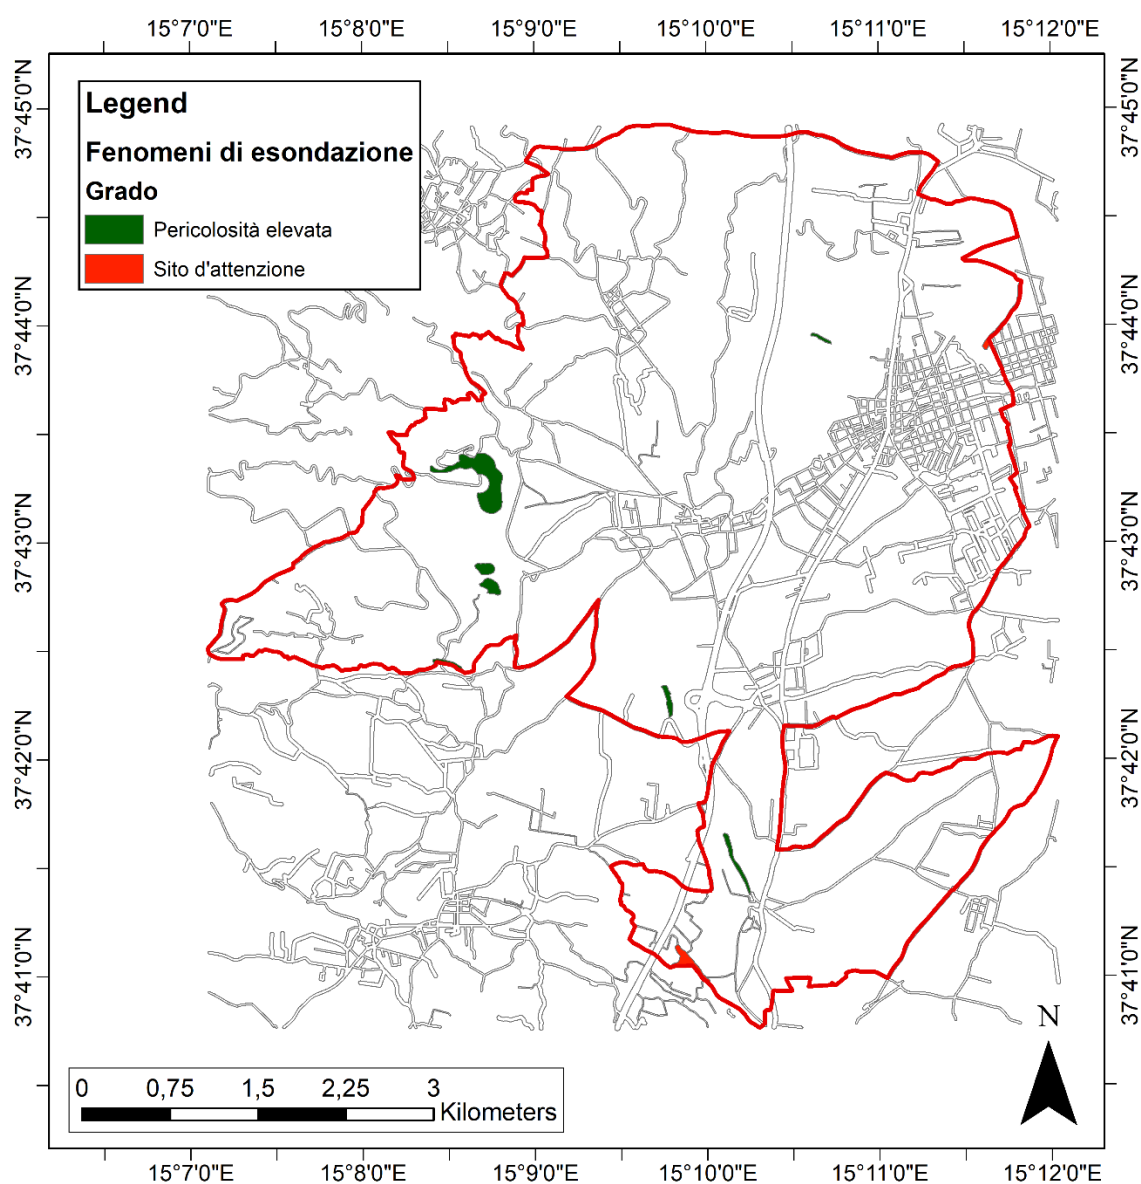 15°7'0"E 15°8'0"E 15°9'0"E 15°10'0"E 15°11'0"E 15°12'0"E
37°45'0"N 37°45'0"N
Legend
Fenomeni di esondazione
Grado
Pericolosità elevata
Sito d'attenzione
37°44'0"N 37°44'0"N
37°43'0"N 37°43'0"N
37°42'0"N 37°42'0"N
37°41'0"N 37°41'0"N
N
0 0,75 1,5 2,25 3
Kilometers
15°7'0"E 15°8'0"E 15°9'0"E 15°10'0"E 15°11'0"E 15°12'0"E